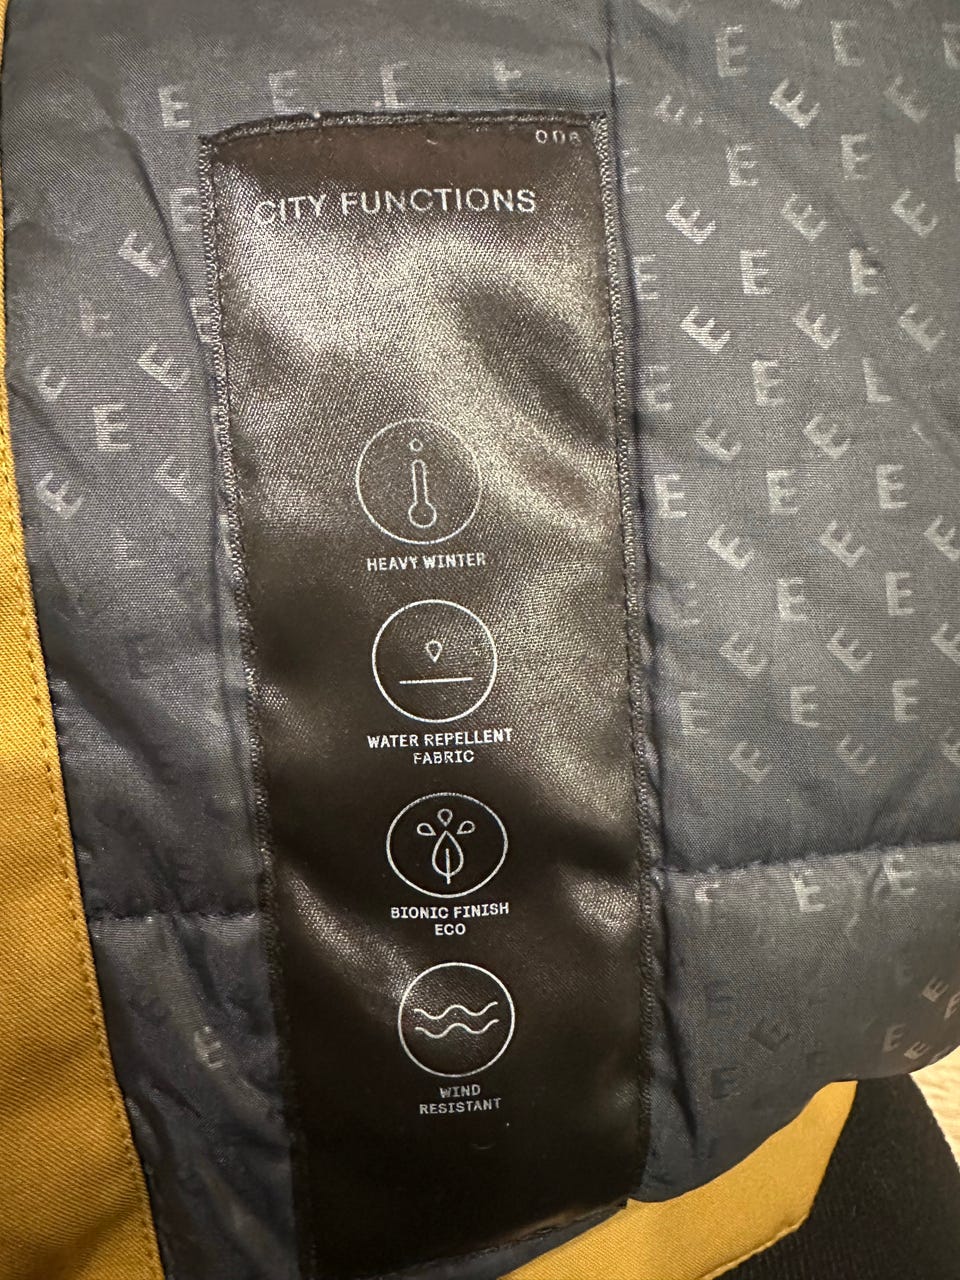 CITY FUNCTIONS
HEAVY WINTER
WATER REPELLENT
FABRIC
BIONIC FINISH
ECO
WIND
RESISTANT